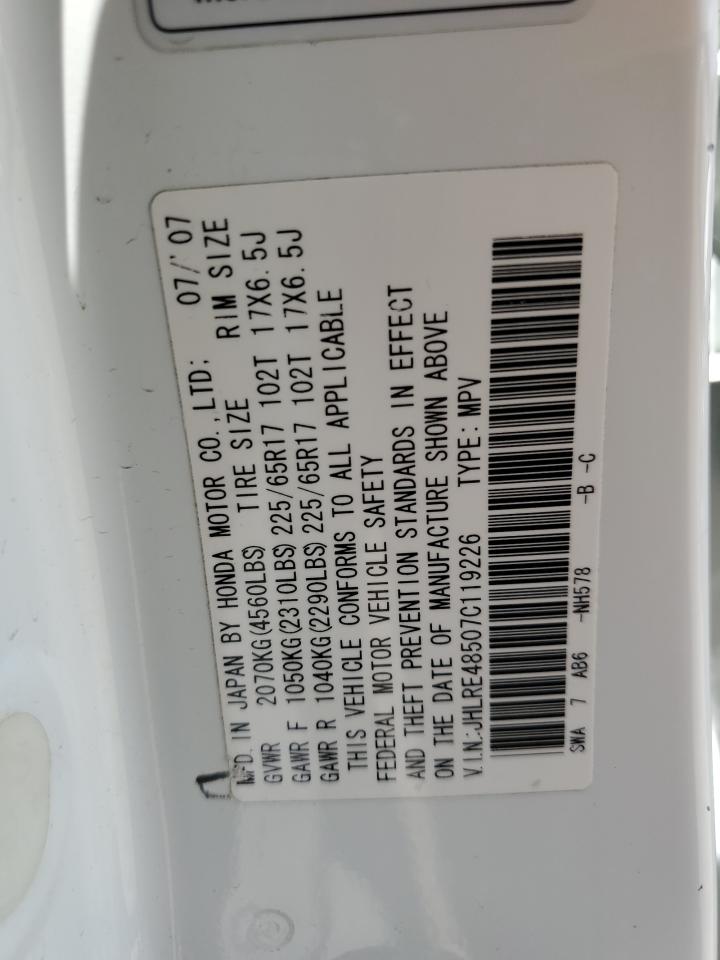 MFD. IN JAPAN BY HONDA MOTOR CO.,LTD: 07/'07
GVWR 2070KG(4560LBS) TIRE SIZE RIM SIZE
GAWR F 1050KG(2310LBS) 225/65R17 102T 17X6.5J
GAWR R 1040KG(2290LBS) 225/65R17 102T 17X6.5J
THIS VEHICLE CONFORMS TO ALL APPLICABLE
FEDERAL MOTOR VEHICLE SAFETY
AND THEFT PREVENTION STANDARDS IN EFFECT
ON THE DATE OF MANUFACTURE SHOWN ABOVE
V.I.N.:JHLRE48507C119226 TYPE: MPV
SWA 7 AB6 -NH578 -B -C